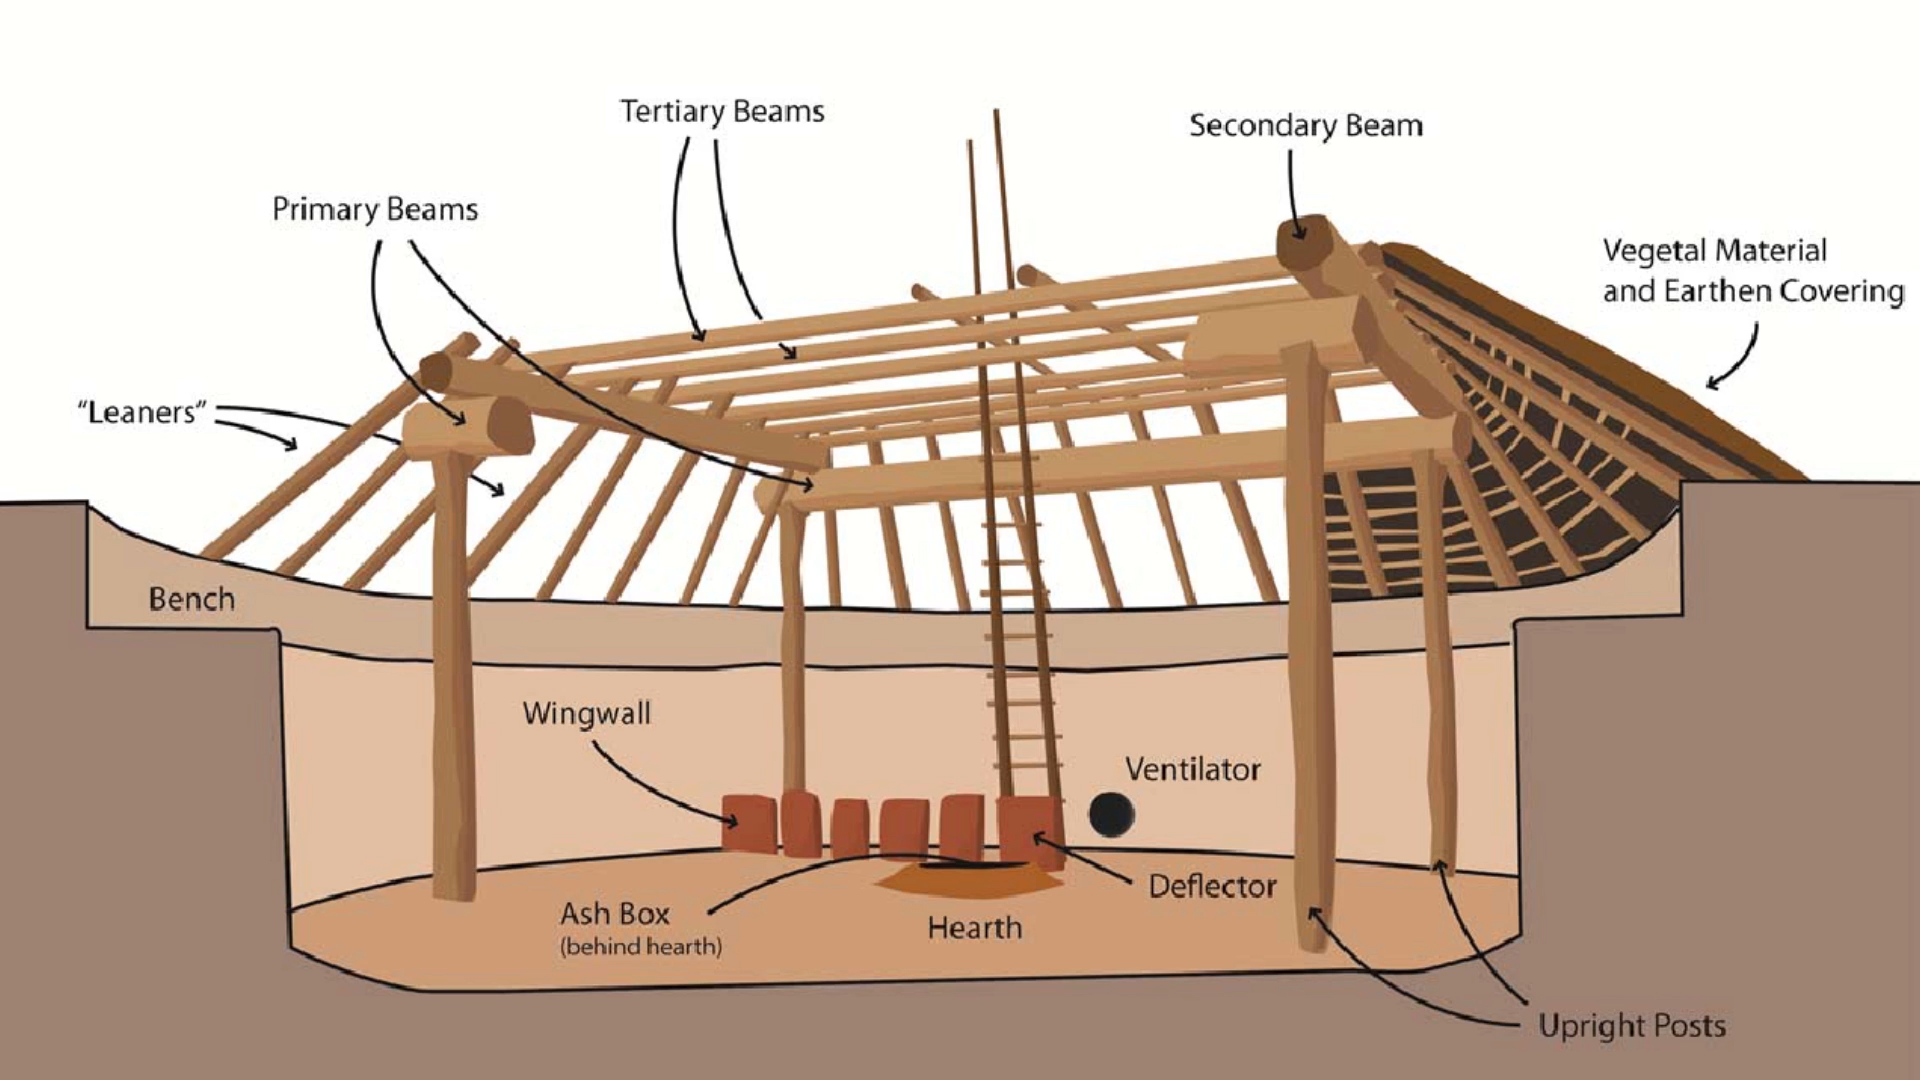 Tertiary Beams
Secondary Beam
Primary Beams
Vegetal Material
and Earthen Covering
“Leaners”
Bench
Wingwall
Ventilator
Deflector
Ash Box
(behind hearth)
Hearth
Upright Posts